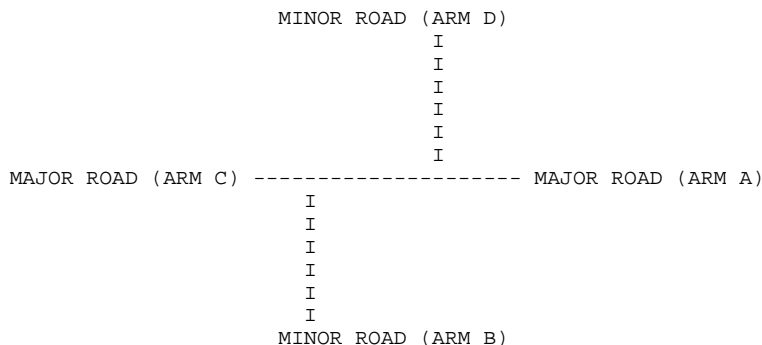 MINOR ROAD (ARM D)
I
I
I
I
I
I
MAJOR ROAD (ARM C) --------------------- MAJOR ROAD (ARM A)
I
I
I
I
I
I
MINOR ROAD (ARM B)